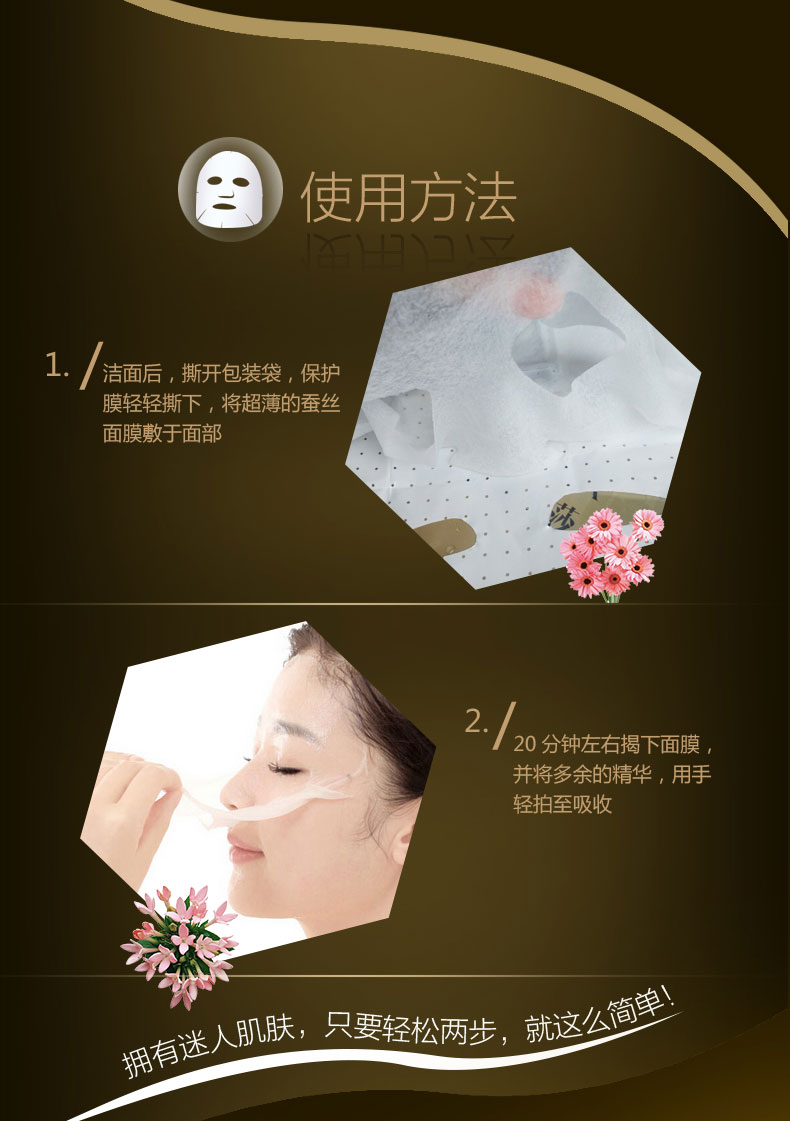 使用方法
1.
洁面后，撕开包装袋，保护
膜轻轻撕下，将超薄的蚕丝
面膜敷于面部
莎
2.
20 分钟左右揭下面膜，
并将多余的精华，用手
轻拍至吸收
拥有迷人肌肤，只要轻松两步，就这么简单!